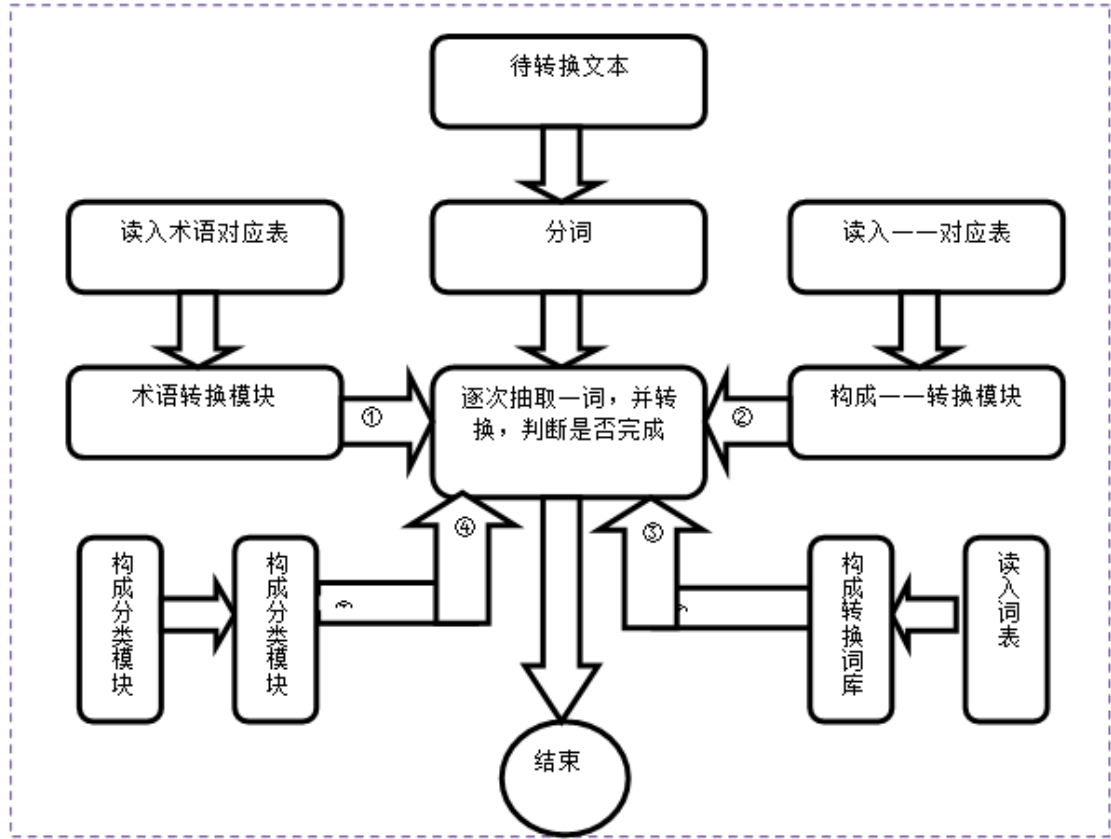 待转换文本
读入术语对应表
分词
读入一一对应表
术语转换模块
①
逐次抽取一词，并转
换，判断是否完成
②
构成一一转换模块
④
③
构成分类模块
构成分类模块
构成转换词库
读入词表
结束